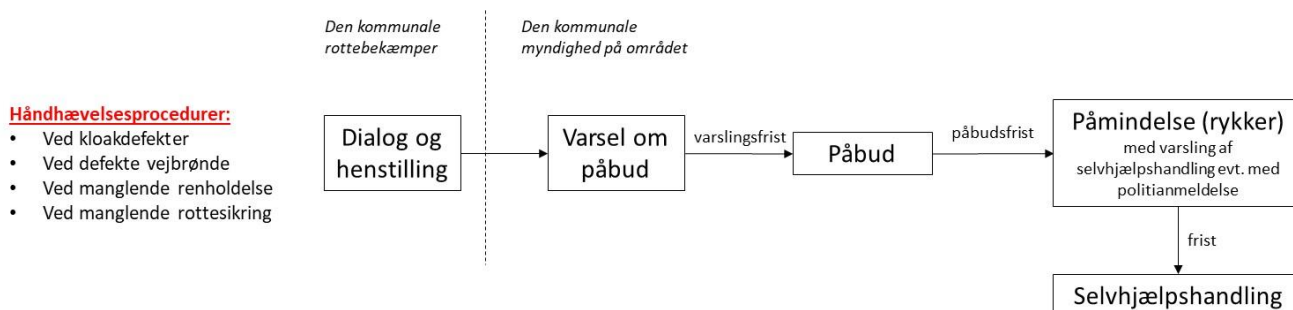 Den kommunale
rottebekæmper
Den kommunale
myndighed på området
Håndhævelsesprocedurer:
• Ved kloakdefekter
• Ved defekte vejbrønde
• Ved manglende renholdelse
• Ved manglende rottesikring
Dialog og
henstilling
Varsel om
påbud
varslingsfrist
Påbud
påbudsfrist
Påmindelse (rykker)
med varsling af
selvhjælpshandling evt. med
politianmeldelse
frist
Selvhjælpshandling